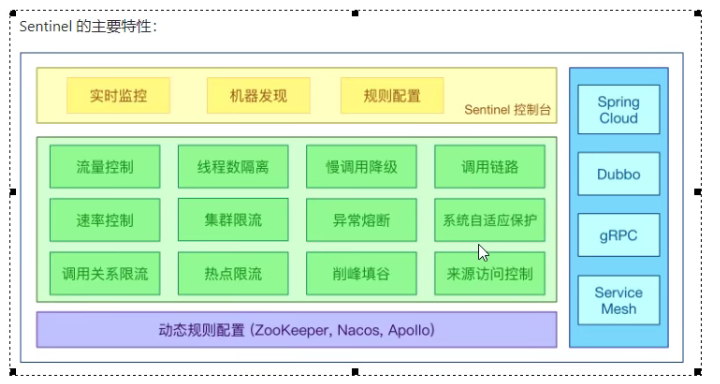 Sentinel 的主要特性：
实时监控
机器发现
规则配置
Sentinel 控制台
流量控制
线程数隔离
慢调用降级
调用链路
速率控制
集群限流
异常熔断
系统自适应保护
调用关系限流
热点限流
削峰填谷
来源访问控制
动态规则配置 (ZooKeeper, Nacos, Apollo)
Spring
Cloud
Dubbo
gRPC
Service
Mesh